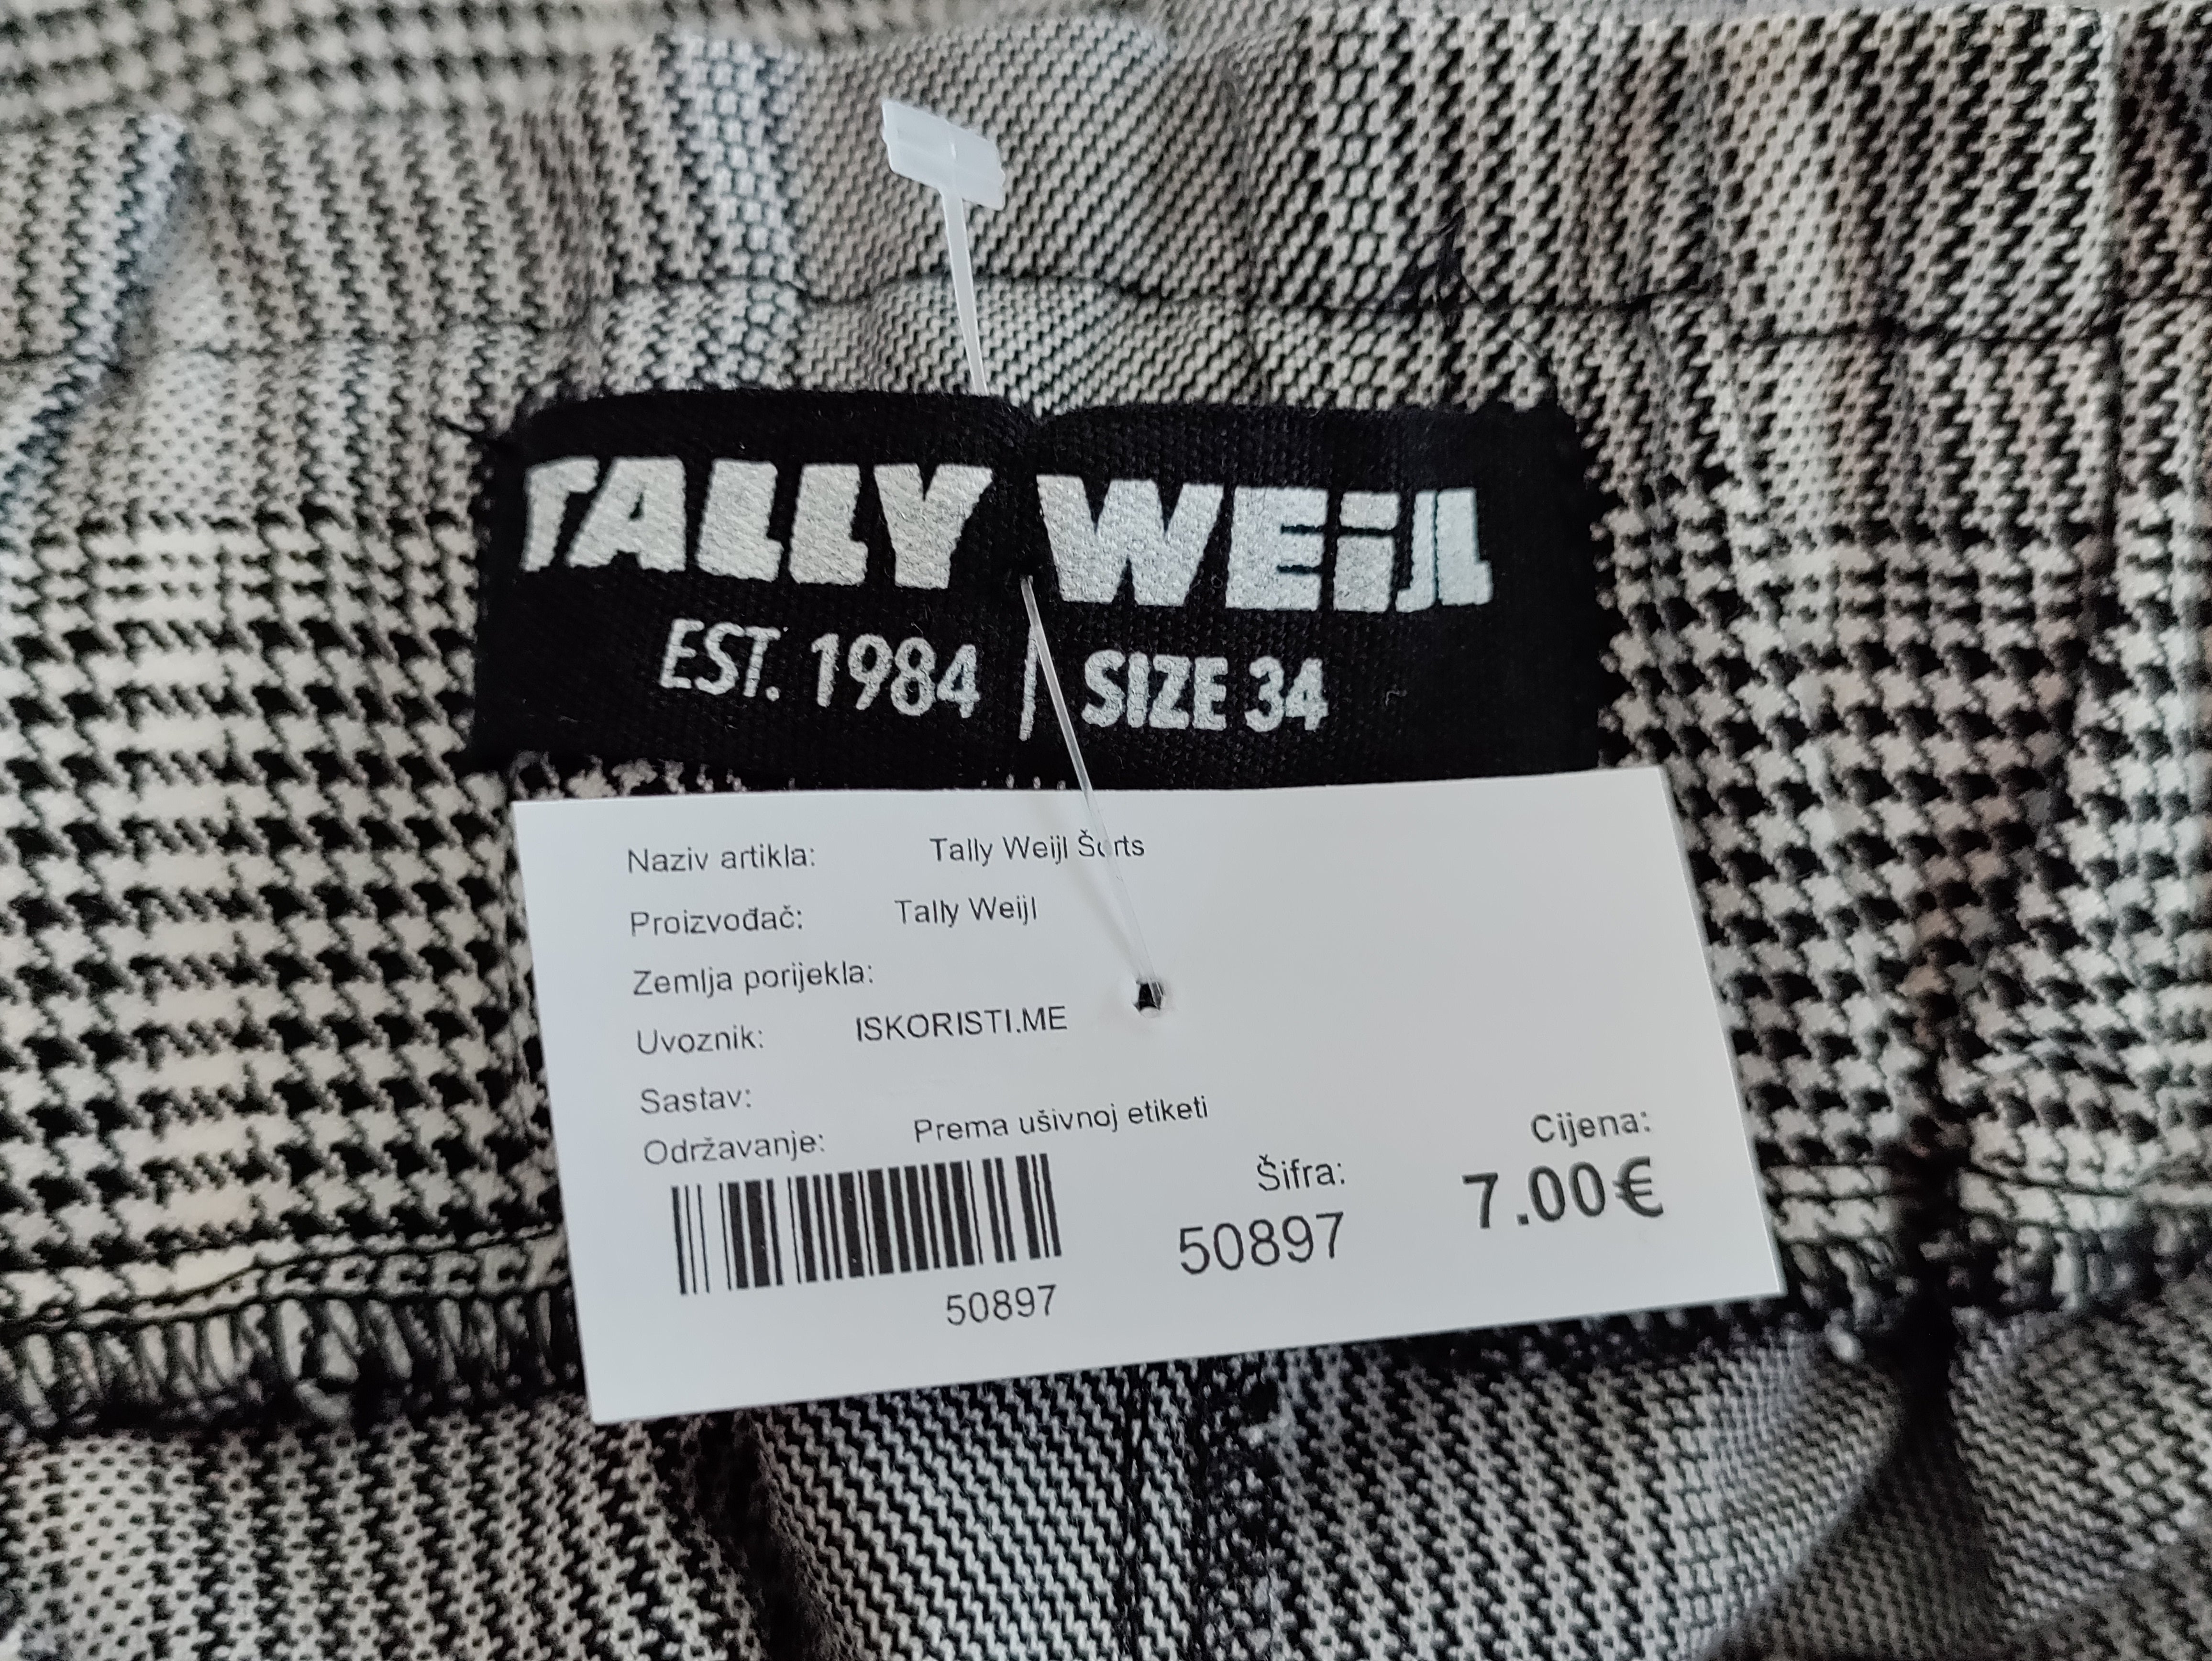 TALLY WEiJL
EST. 1984 | SIZE 34
Naziv artikla: Tally Weijl Šorts
Proizvođač: Tally Weijl
Zemlja porijekla:
Uvoznik: ISKORISTI.ME
Sastav:
Održavanje: Prema ušivnoj etiketi
Cijena:
Šifra:
7.00€
50897
50897